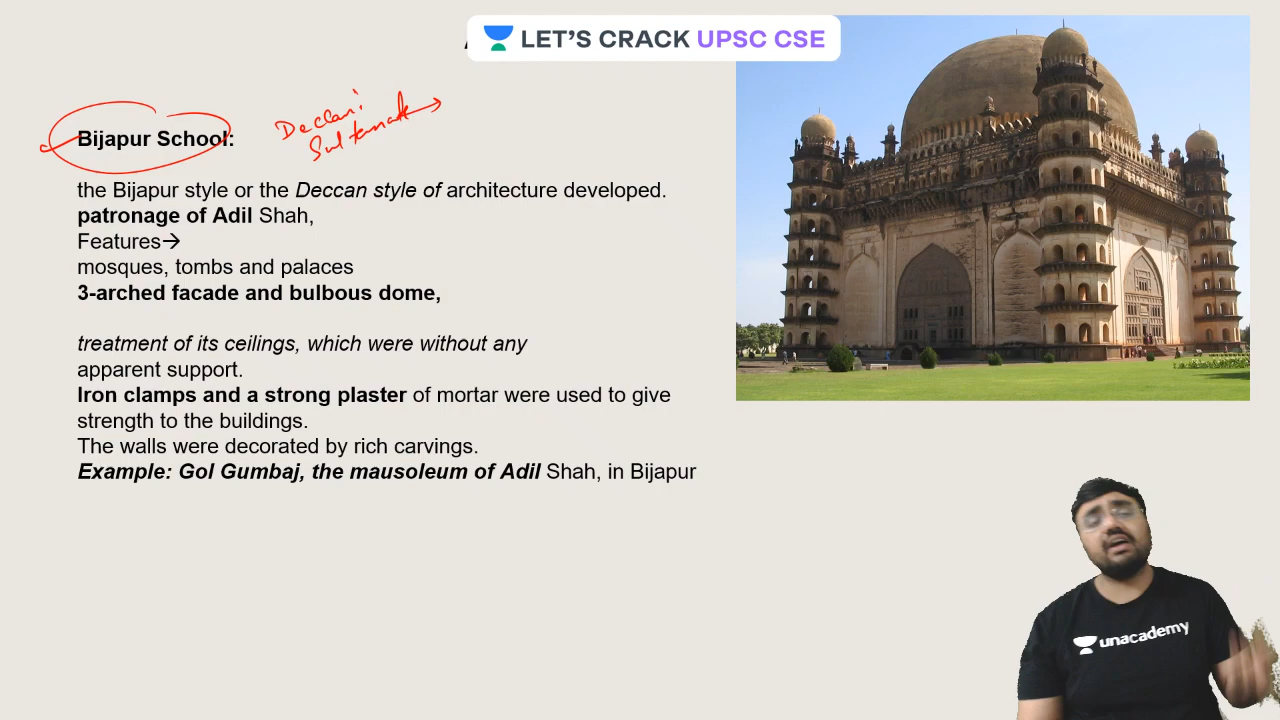 LET'S CRACK UPSC CSE
Bijapur School:
Deccani
Sultanate
the Bijapur style or the Deccan style of architecture developed.
patronage of Adil Shah,
Features→
mosques, tombs and palaces
3-arched facade and bulbous dome,
treatment of its ceilings, which were without any
apparent support.
Iron clamps and a strong plaster of mortar were used to give
strength to the buildings.
The walls were decorated by rich carvings.
Example: Gol Gumbaj, the mausoleum of Adil Shah, in Bijapur
unacademy